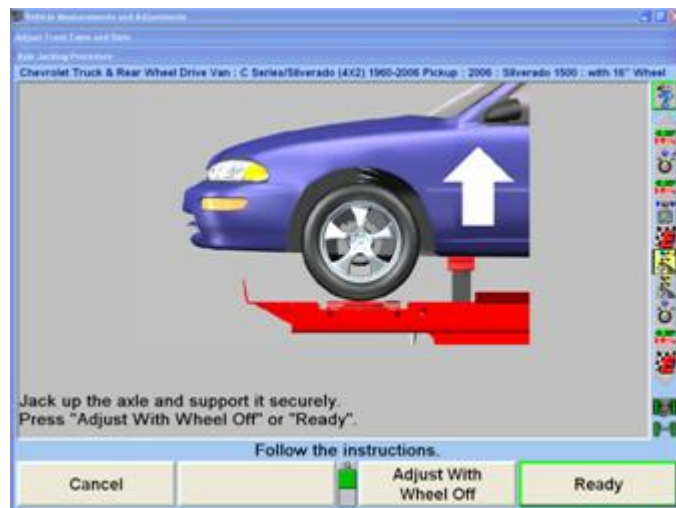 Vehicle Measurements and Adjustments
Adjust Front Camber and Caster
Axle Jacking Procedure
Chevrolet Truck & Rear Wheel Drive Van : C Series/Silverado (4X2) 1960-2006 Pickup : 2006 : Silverado 1500 : with 16" Wheel
Jack up the axle and support it securely.
Press "Adjust With Wheel Off" or "Ready".
Follow the instructions.
Cancel
Adjust With
Wheel Off
Ready